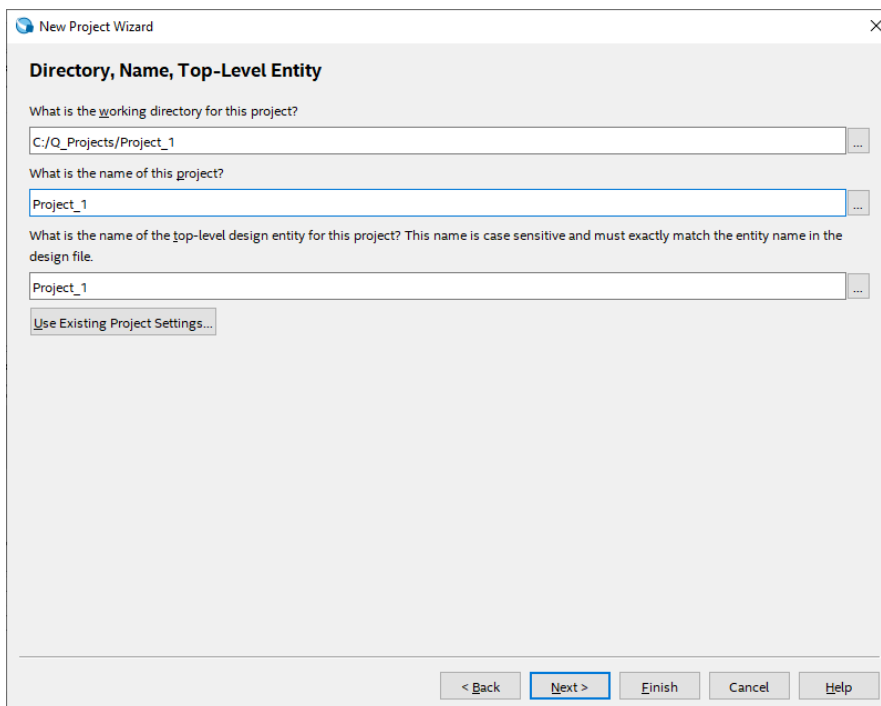 New Project Wizard
Directory, Name, Top-Level Entity
What is the working directory for this project?
C:/Q_Projects/Project_1
...
What is the name of this project?
Project_1
...
What is the name of the top-level design entity for this project? This name is case sensitive and must exactly match the entity name in the
design file.
Project_1
...
Use Existing Project Settings...
< Back
Next >
Finish
Cancel
Help